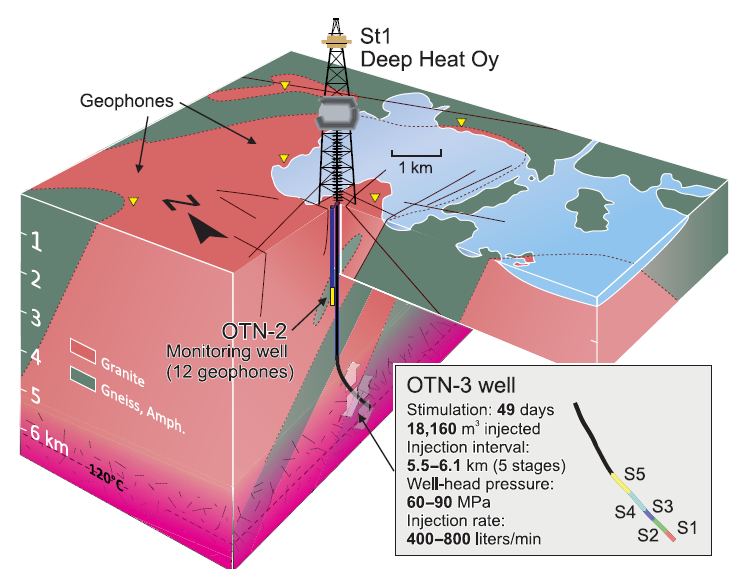 St1
Deep Heat Oy
Geophones
1 km
N
1
2
3
4
5
6 km
OTN-2
Monitoring well
(12 geophones)
Granite
Gneiss, Amph.
120°C
OTN-3 well
Stimulation: 49 days
18,160 m³ injected
Injection interval:
5.5–6.1 km (5 stages)
Well-head pressure:
60–90 MPa
Injection rate:
400–800 liters/min
S5
S4
S3
S2
S1